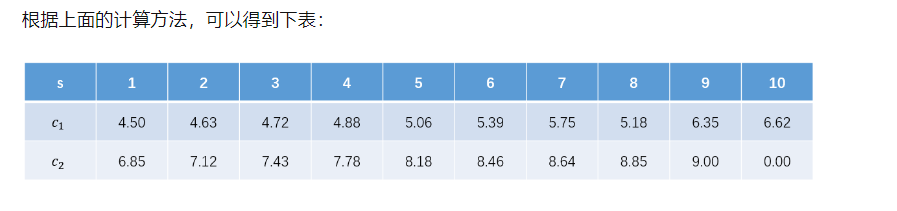 根据上面的计算方法，可以得到下表：
s 1 2 3 4 5 6 7 8 9 10
c₁ 4.50 4.63 4.72 4.88 5.06 5.39 5.75 5.18 6.35 6.62
c₂ 6.85 7.12 7.43 7.78 8.18 8.46 8.64 8.85 9.00 0.00